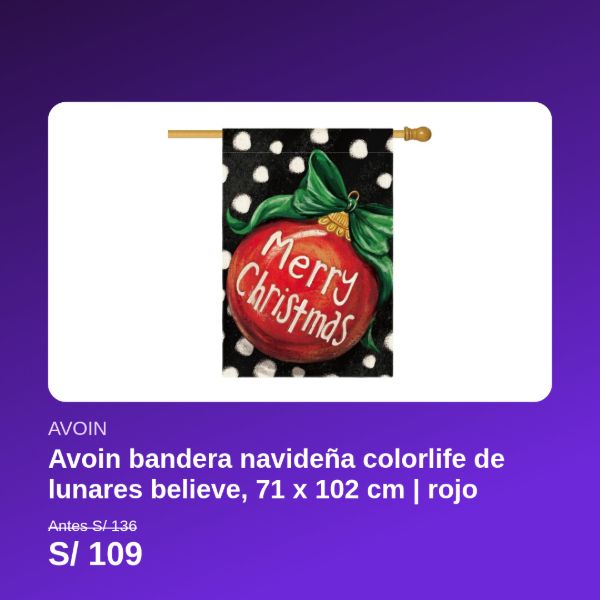 Merry
Christmas
AVOIN
Avoin bandera navideña colorlife de
lunares believe, 71 x 102 cm | rojo
Antes S/ 136
S/ 109